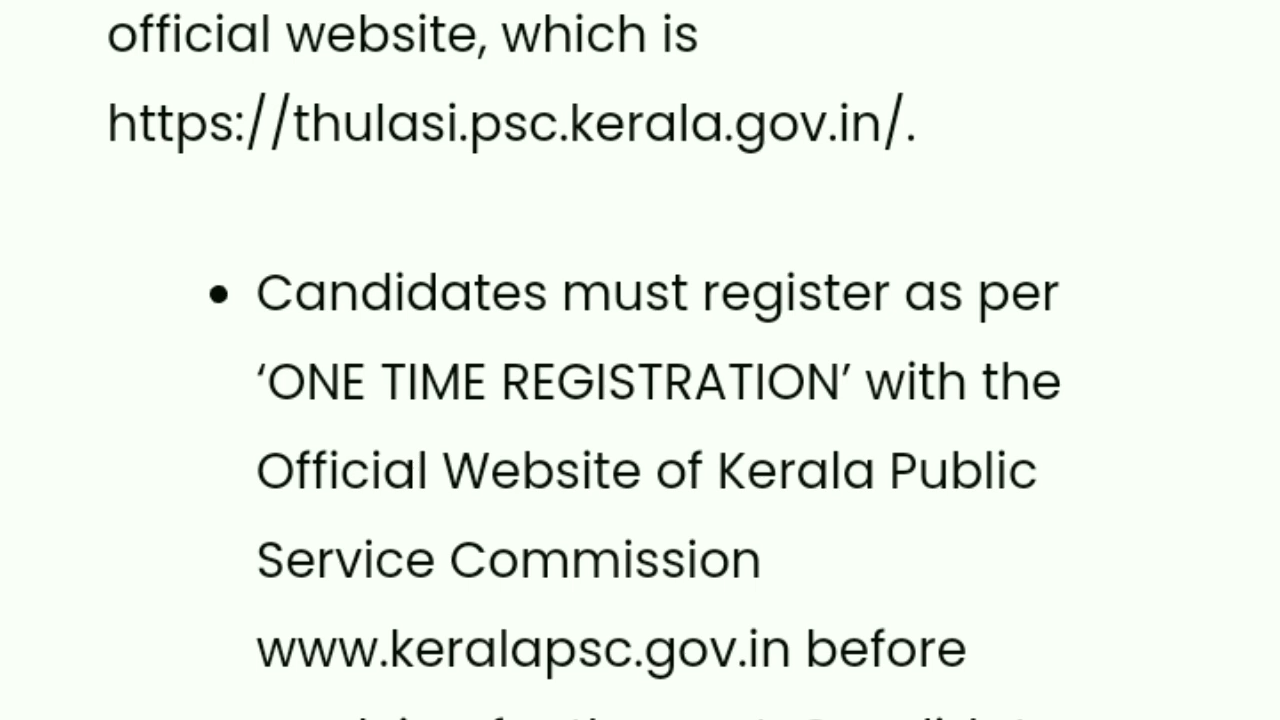 official website, which is
https://thulasi.psc.kerala.gov.in/.
• Candidates must register as per
‘ONE TIME REGISTRATION’ with the
Official Website of Kerala Public
Service Commission
www.keralapsc.gov.in before